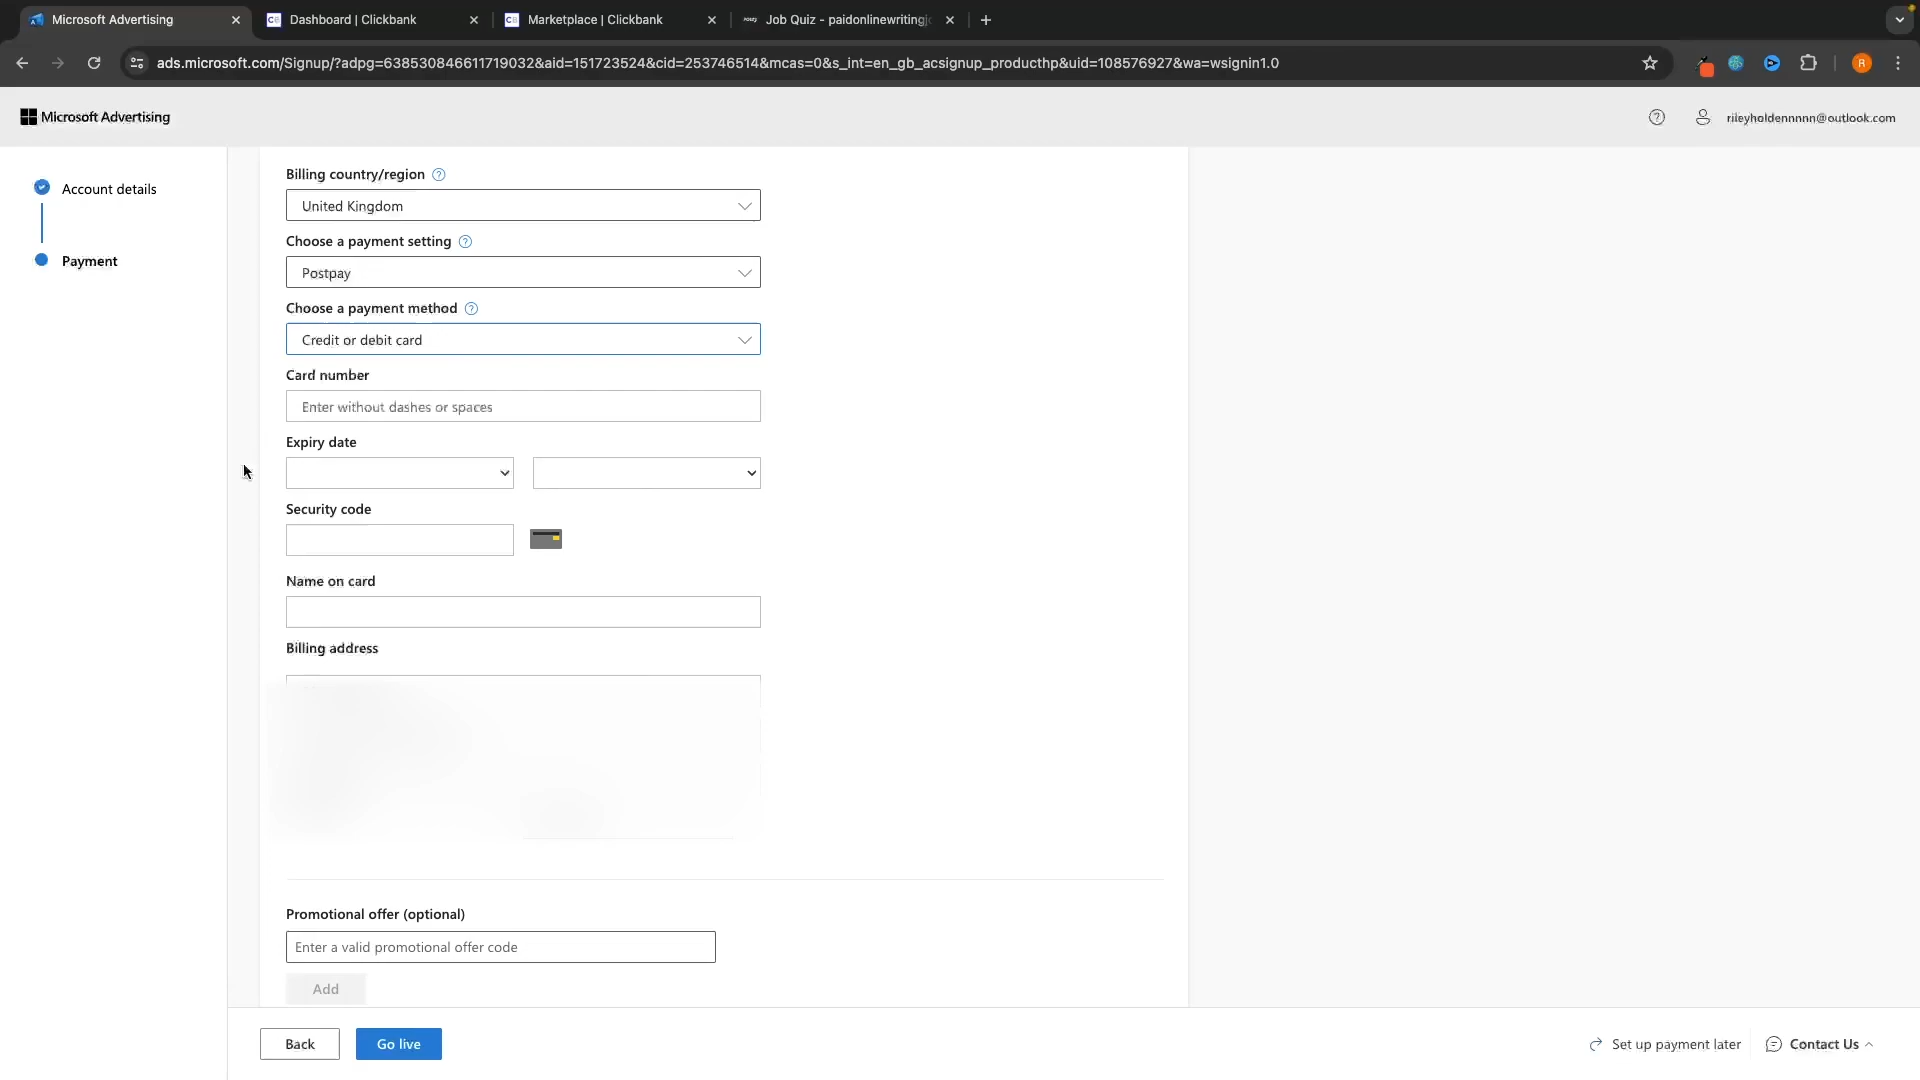 Microsoft Advertising
Dashboard | Clickbank
Marketplace | Clickbank
Job Quiz - paidonlinewritingj
ads.microsoft.com/Signup/?adpg=638530846611719032&aid=151723524&cid=253746514&mcas=0&s_int=en_gb_acsignup_producthp&uid=108576927&wa=wsignin1.0
R
Microsoft Advertising
rileyholdennnnn@outlook.com
Account details
Payment
Billing country/region
United Kingdom
Choose a payment setting
Postpay
Choose a payment method
Credit or debit card
Card number
Enter without dashes or spaces
Expiry date
Security code
Name on card
Billing address
Promotional offer (optional)
Enter a valid promotional offer code
Add
Back
Go live
Set up payment later
Contact Us